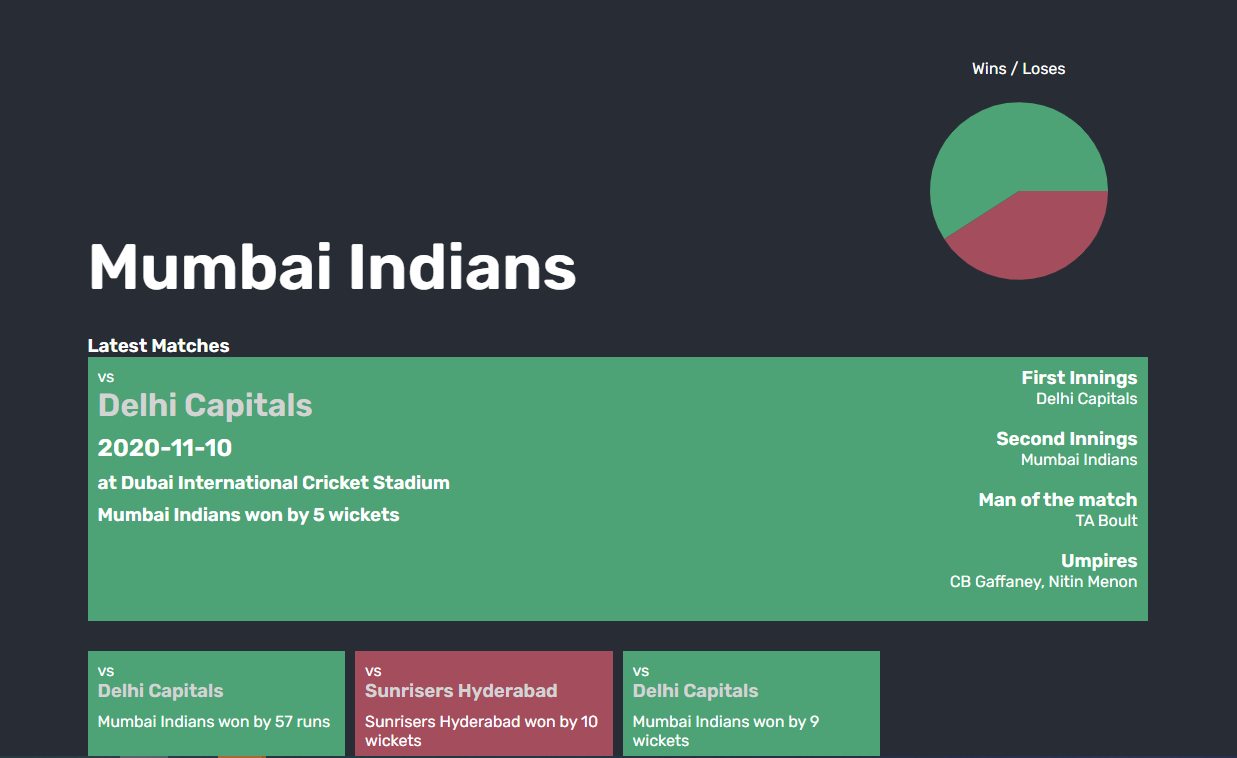 Wins / Loses
Mumbai Indians
Latest Matches
vs
Delhi Capitals
2020-11-10
at Dubai International Cricket Stadium
Mumbai Indians won by 5 wickets
First Innings
Delhi Capitals
Second Innings
Mumbai Indians
Man of the match
TA Boult
Umpires
CB Gaffaney, Nitin Menon
vs
Delhi Capitals
Mumbai Indians won by 57 runs
vs
Sunrisers Hyderabad
Sunrisers Hyderabad won by 10
wickets
vs
Delhi Capitals
Mumbai Indians won by 9
wickets